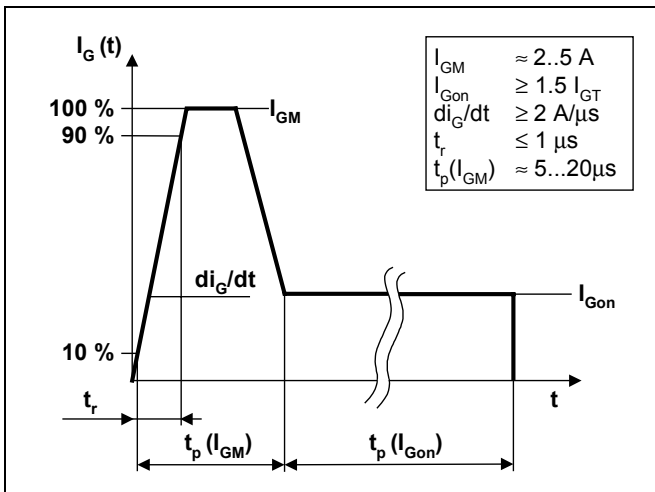 I_G (t)
100 %
90 %
10 %
I_GM
di_G/dt
I_Gon
t
t_r
t_p (I_GM)
t_p (I_Gon)
I_GM ≈ 2..5 A
I_Gon ≥ 1.5 I_GT
di_G/dt ≥ 2 A/µs
t_r ≤ 1 µs
t_p(I_GM) ≈ 5...20µs